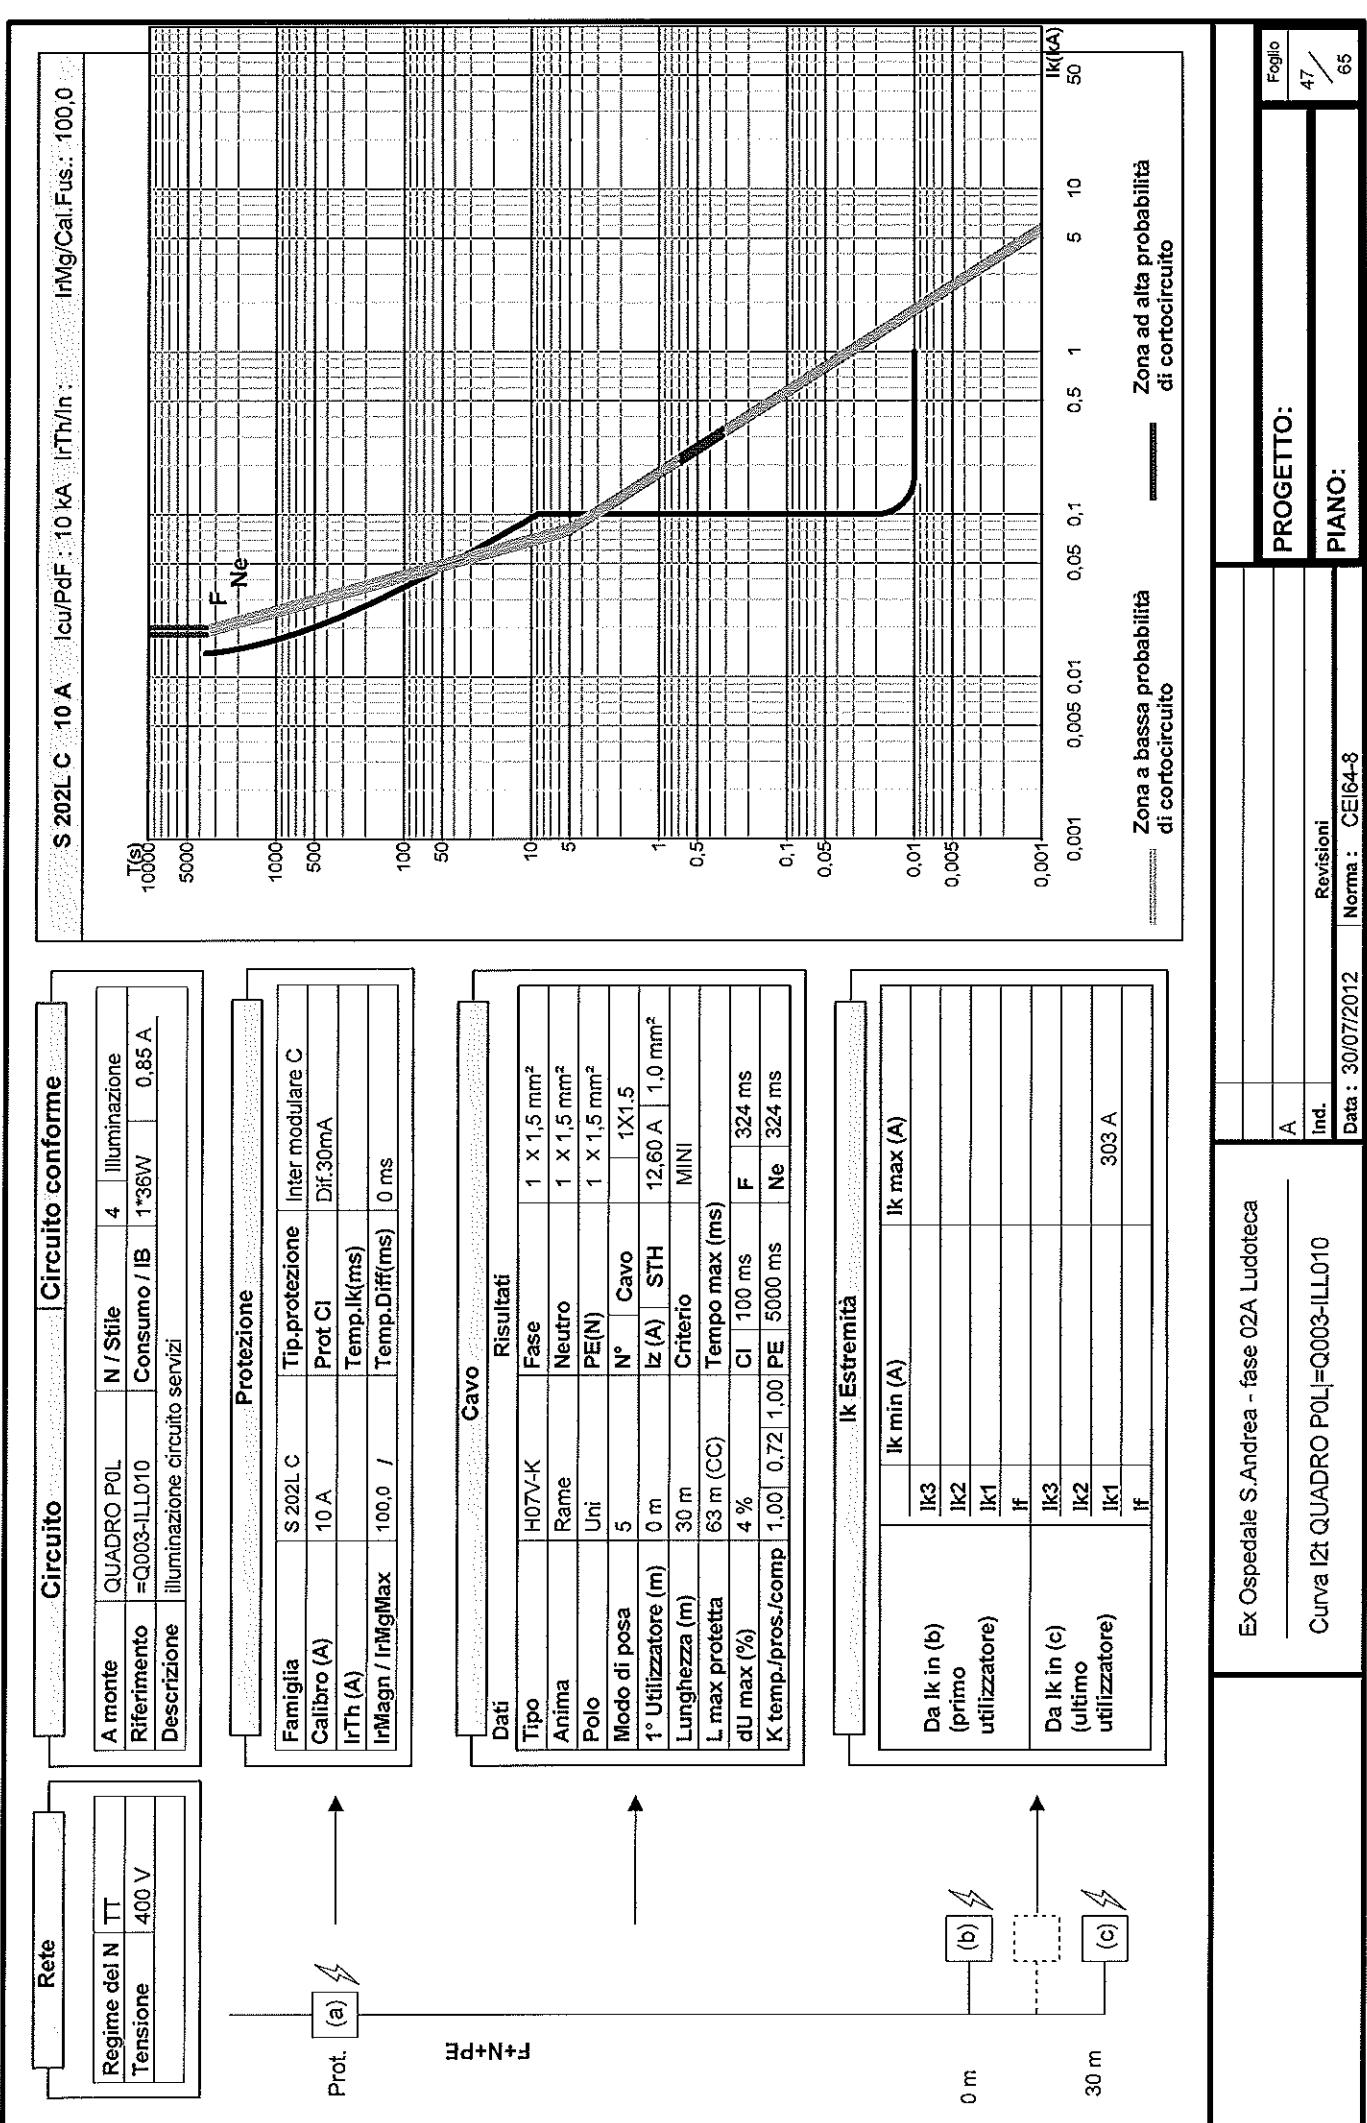 Rete
Regime del N TT
Tensione 400 V
Circuito Circuito conforme
A monte QUADRO P0L N / Stile 4 Illuminazione
Riferimento =Q003-ILL010 Consumo / IB 1*36W 0,85 A
Descrizione illuminazione circuito servizi
Protezione
Famiglia S 202L C Tip.protezione Inter modulare C
Calibro (A) 10 A Prot CI Dif.30mA
IrTh (A) Temp.Ik(ms)
IrMagn / IrMgMax 100,0 / Temp.Diff(ms) 0 ms
Cavo
Dati Risultati
Tipo H07V-K Fase 1 X 1,5 mm²
Anima Rame Neutro 1 X 1,5 mm²
Polo Uni PE(N) 1 X 1,5 mm²
Modo di posa 5 N° Cavo 1X1.5
1° Utilizzatore (m) 0 m Iz (A) STH 12,60 A 1,0 mm²
Lunghezza (m) 30 m Criterio MINI
L max protetta 63 m (CC) Tempo max (ms)
dU max (%) 4 % CI 100 ms F 324 ms
K temp./pros./comp 1,00 0,72 1,00 PE 5000 ms Ne 324 ms
Ik Estremità
Ik min (A) Ik max (A)
Da Ik in (b)
(primo
utilizzatore)
Ik3
Ik2
Ik1
If
Da Ik in (c)
(ultimo
utilizzatore)
Ik3
Ik2
Ik1 303 A
If
Prot.
(a)
F+N+PE
0 m
(b)
30 m
(c)
S 202L C 10 A Icu/PdF : 10 kA IrTh/In : IrMg/Cal.Fus.: 100,0
T(s)
10000
5000
1000
500
100
50
10
5
1
0,5
0,1
0,05
0,01
0,005
0,001
F
Ne
0,001 0,005 0,01 0,05 0,1 0,5 1 5 10 50
Ik(kA)
Zona a bassa probabilità
di cortocircuito
Zona ad alta probabilità
di cortocircuito
Ex Ospedale S.Andrea - fase 02A Ludoteca
Curva I2t QUADRO P0L|=Q003-ILL010
A
Ind. Revisioni
Data : 30/07/2012 Norma : CEI64-8
PROGETTO:
PIANO:
Foglio
47
/
65